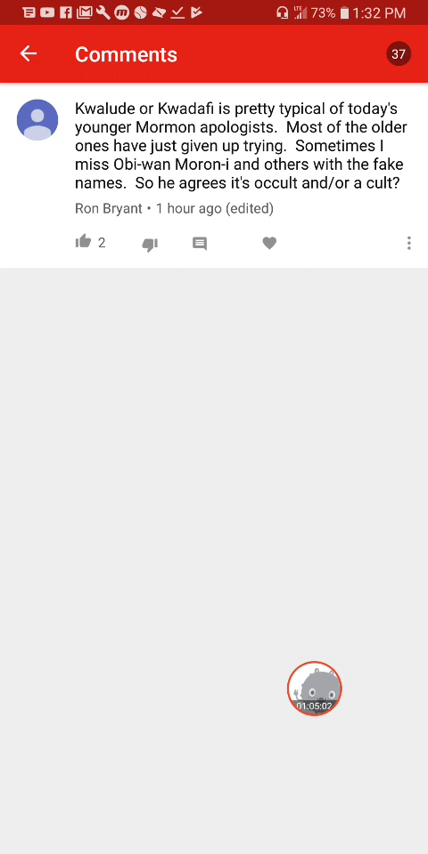 LTE 73% 1:32 PM
Comments 37
Kwalude or Kwadafi is pretty typical of today's
younger Mormon apologists.  Most of the older
ones have just given up trying.  Sometimes I
miss Obi-wan Moron-i and others with the fake
names.  So he agrees it's occult and/or a cult?
Ron Bryant • 1 hour ago (edited)
2
01:05:02